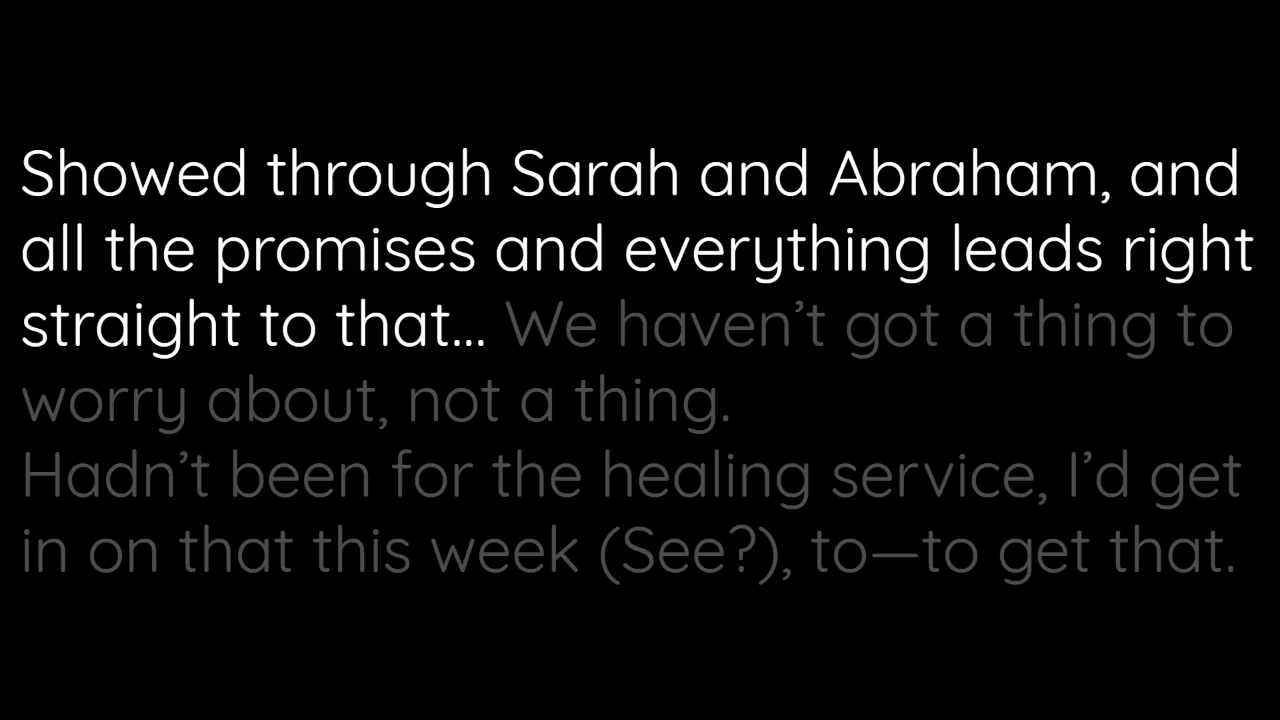 Showed through Sarah and Abraham, and
all the promises and everything leads right
straight to that... We haven’t got a thing to
worry about, not a thing.
Hadn’t been for the healing service, I’d get
in on that this week (See?), to—to get that.